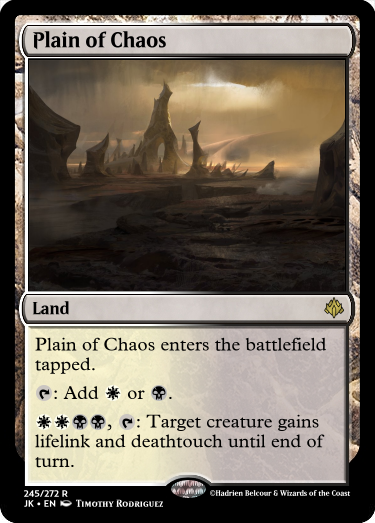 Plain of Chaos
Land
Plain of Chaos enters the battlefield
tapped.
: Add or .
, : Target creature gains
lifelink and deathtouch until end of
turn.
245/272 R
JK • EN TIMOTHY RODRIGUEZ
©Hadrien Belcour & Wizards of the Coast